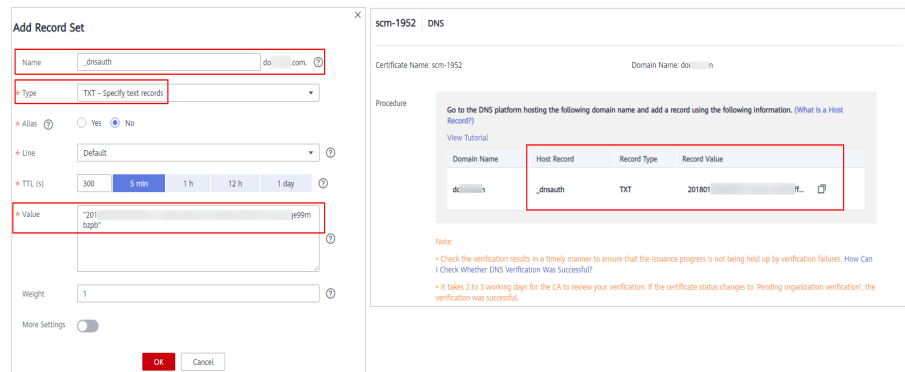 Add Record Set
×
Name
_dnsauth
do
.com.
?
* Type
TXT – Specify text records
* Alias
?
Yes
No
* Line
Default
?
* TTL (s)
300
5 min
1 h
12 h
1 day
?
* Value
"201
je99m
bzpb"
?
Weight
1
?
More Settings
OK
Cancel
scm-1952
DNS
Certificate Name: scm-1952
Domain Name: do
n
Procedure
Go to the DNS platform hosting the following domain name and add a record using the following information. (What Is a Host
Record?)
View Tutorial
Domain Name
Host Record
Record Type
Record Value
do
_dnsauth
TXT
201801
ff...
Note:
• Check the verification results in a timely manner to ensure that the issuance progress is not being held up by verification failures. How Can
I Check Whether DNS Verification Was Successful?
• It takes 2 to 3 working days for the CA to review your verification. If the certificate status changes to 'Pending organization verification', the
verification was successful.